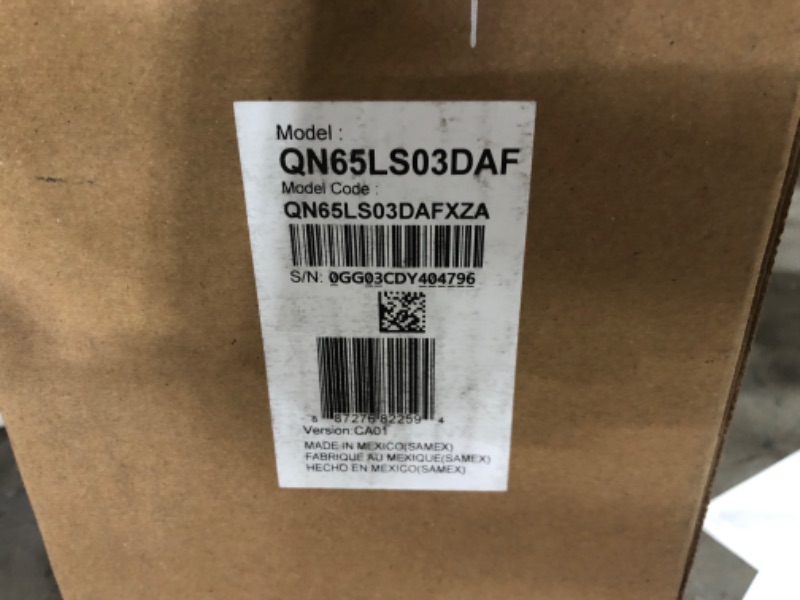 Model :
QN65LS03DAF
Model Code :
QN65LS03DAFXZA
S/N: 0GG03CDY404796
8 87276 82259 4
Version:CA01
MADE IN MEXICO(SAMEX)
FABRIQUE AU MEXIQUE(SAMEX)
HECHO EN MEXICO(SAMEX)